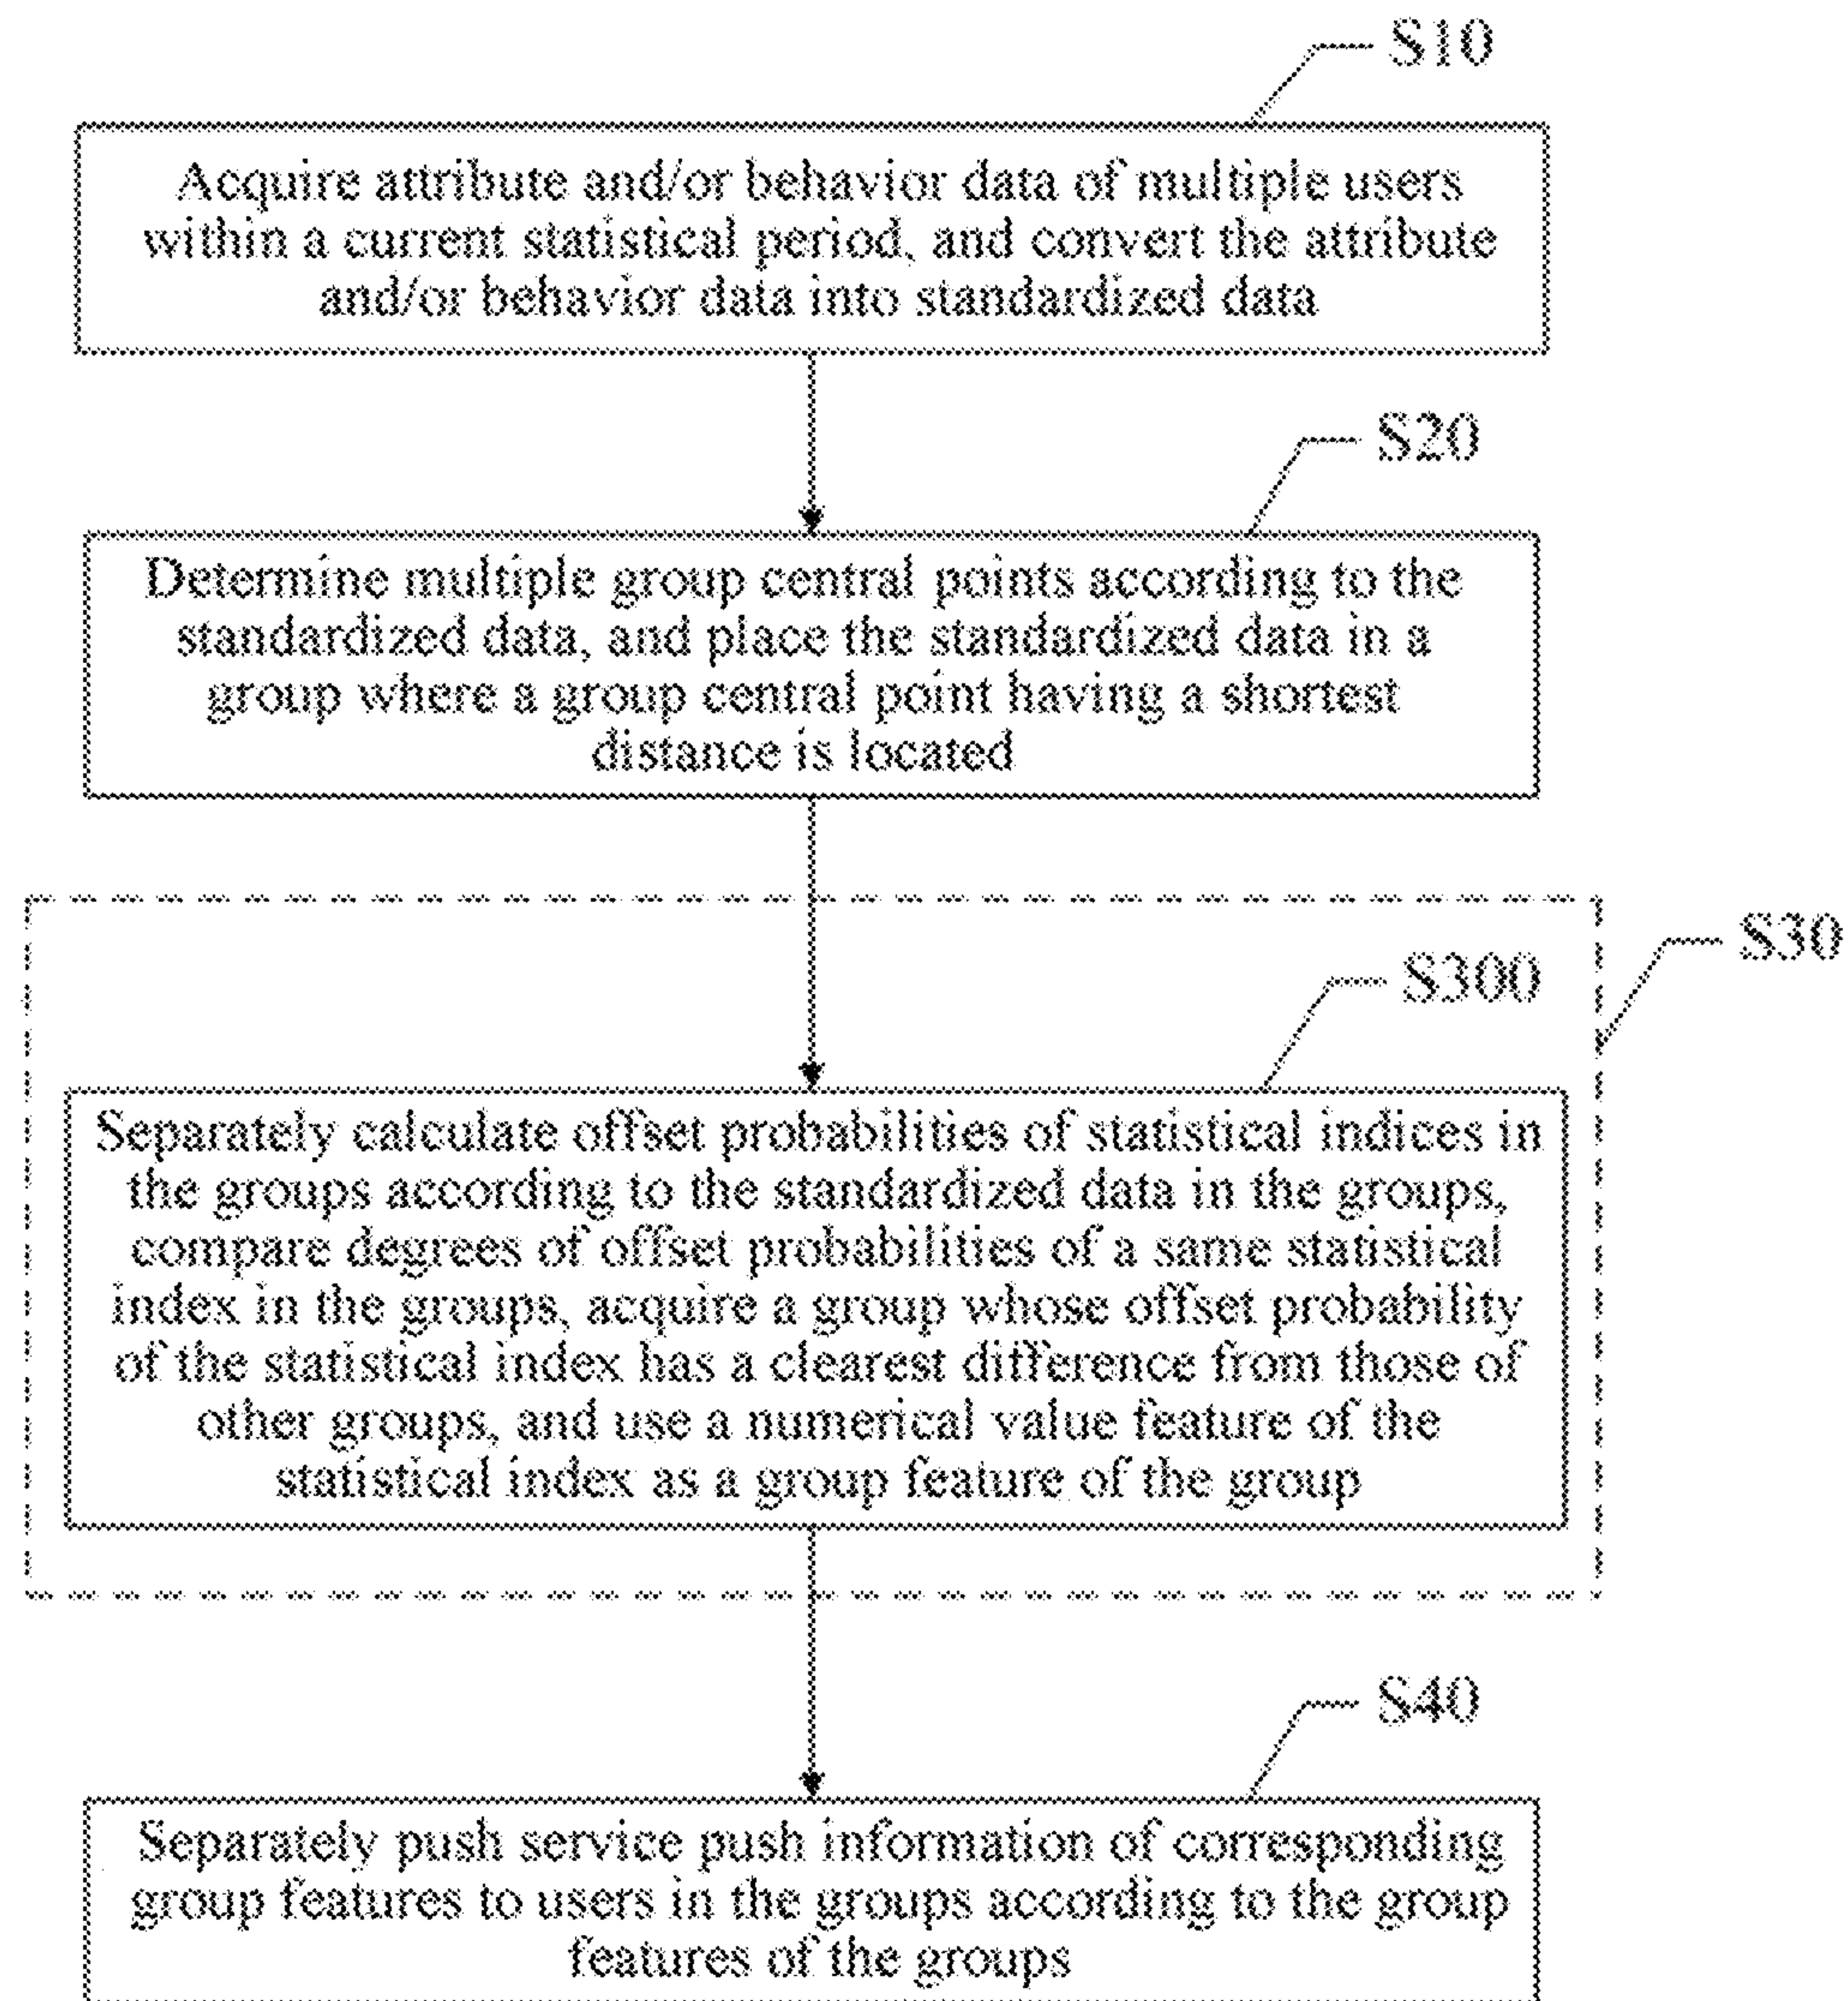 S10
Acquire attribute and/or behavior data of multiple users
within a current statistical period, and convert the attribute
and/or behavior data into standardized data
S20
Determine multiple group central points according to the
standardized data, and place the standardized data in a
group where a group central point having a shortest
distance is located
S30
S300
Separately calculate offset probabilities of statistical indices in
the groups according to the standardized data in the groups,
compare degrees of offset probabilities of a same statistical
index in the groups, acquire a group whose offset probability
of the statistical index has a clearest difference from those of
other groups, and use a numerical value feature of the
statistical index as a group feature of the group
S40
Separately push service push information of corresponding
group features to users in the groups according to the group
features of the groups